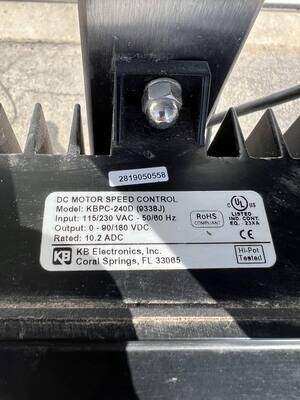 2819050558
DC MOTOR SPEED CONTROL
Model: KBPC-240D (9338J)
Input: 115/230 VAC - 50/60 Hz
Output: 0 - 90/180 VDC
Rated: 10.2 ADC
KB
KB Electronics, Inc.
Coral Springs, FL 33065
RoHS
COMPLIANT
UL
LISTED
IND. CONT.
EQ. - 23XA
CE
Hi-Pot
Tested